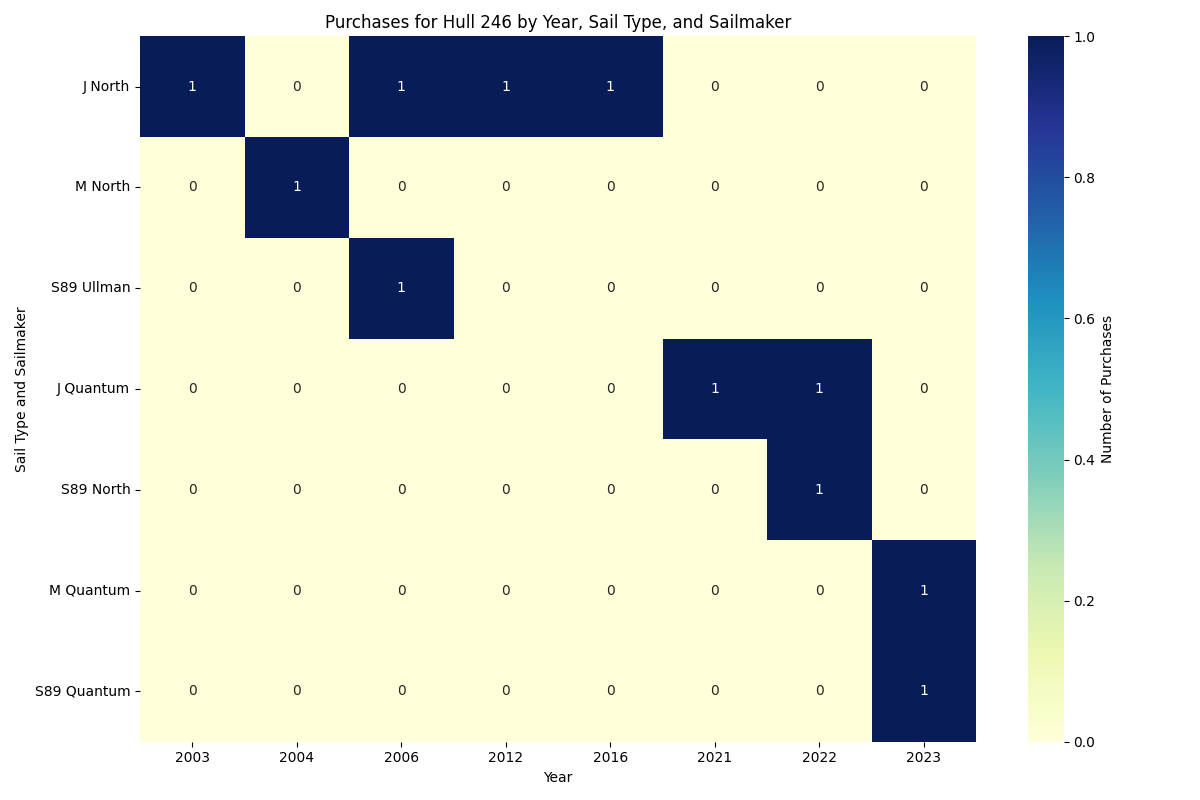 Purchases for Hull 246 by Year, Sail Type, and Sailmaker
Sail Type and Sailmaker
J North 1 0 1 1 1 0 0 0
M North 0 1 0 0 0 0 0 0
S89 Ullman 0 0 1 0 0 0 0 0
J Quantum 0 0 0 0 0 1 1 0
S89 North 0 0 0 0 0 0 1 0
M Quantum 0 0 0 0 0 0 0 1
S89 Quantum 0 0 0 0 0 0 0 1
2003 2004 2006 2012 2016 2021 2022 2023
Year
1.0
0.8
0.6
0.4
0.2
0.0
Number of Purchases